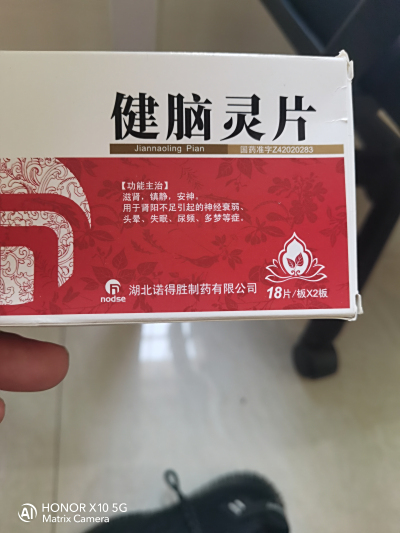 健脑灵片
Jiannaoling Pian 国药准字Z42020283
【功能主治】
滋肾，镇静，安神。
用于肾阳不足引起的神经衰弱，
头晕、失眠、尿频、多梦等症。
nodse 湖北诺得胜制药有限公司
18片/板X2板
AI HONOR X10 5G
Matrix Camera